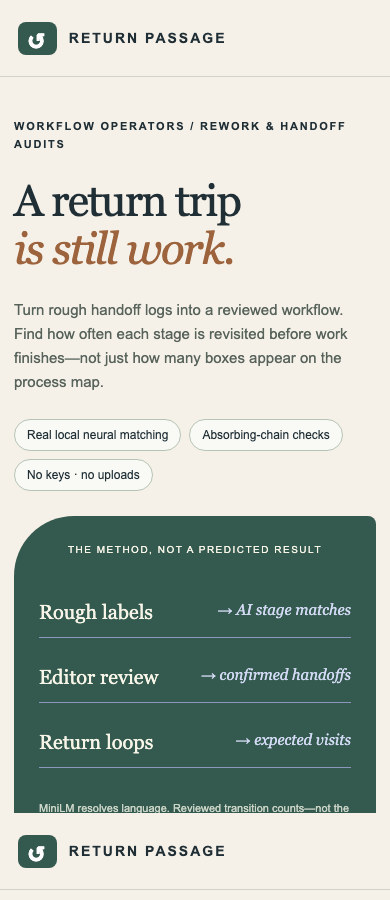 RETURN PASSAGE
WORKFLOW OPERATORS / REWORK & HANDOFF
AUDITS
A return trip
is still work.
Turn rough handoff logs into a reviewed workflow.
Find how often each stage is revisited before work
finishes—not just how many boxes appear on the
process map.
Real local neural matching
Absorbing-chain checks
No keys · no uploads
THE METHOD, NOT A PREDICTED RESULT
Rough labels → AI stage matches
Editor review → confirmed handoffs
Return loops → expected visits
MiniLM resolves language. Reviewed transition counts—not the
RETURN PASSAGE